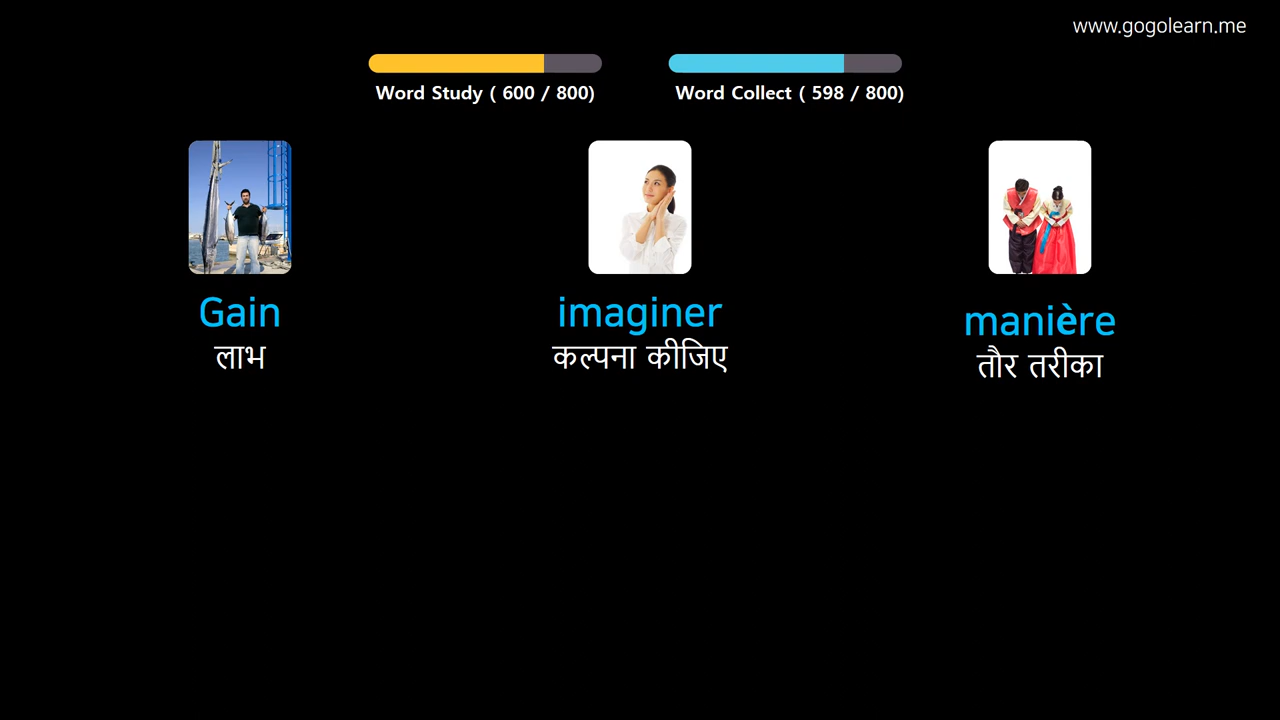 www.gogolearn.me
Word Study ( 600 / 800)
Word Collect ( 598 / 800)
Gain
लाभ
imaginer
कल्पना कीजिए
manière
तौर तरीका